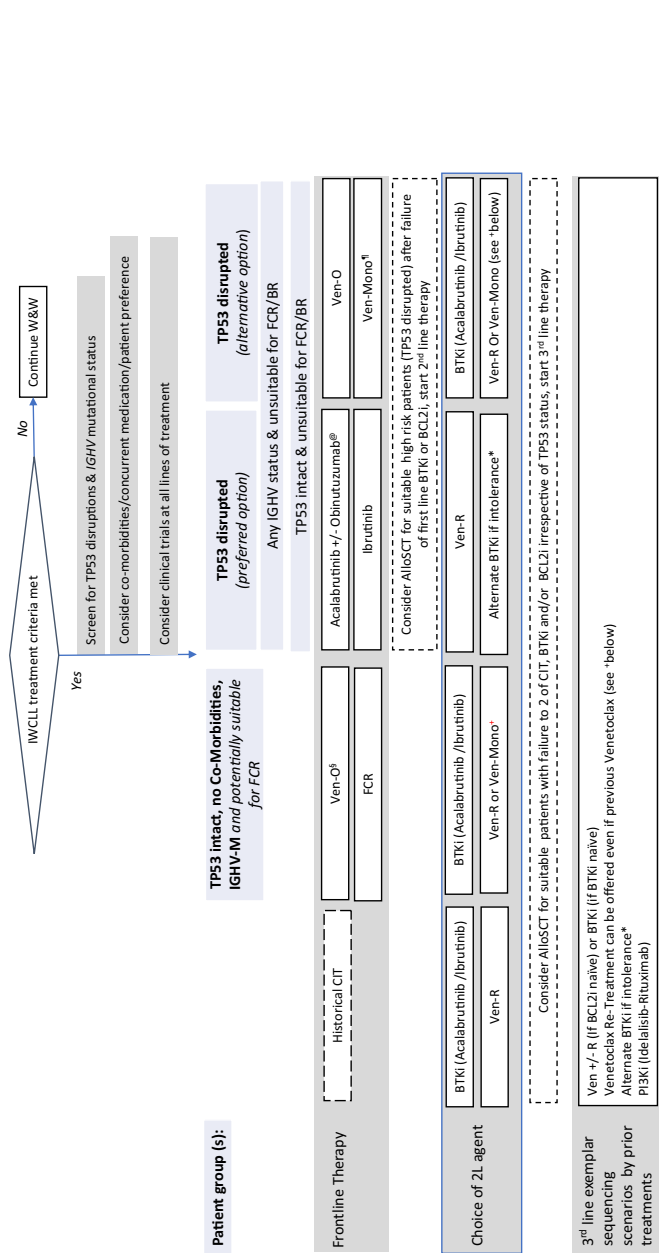 IWCLL treatment criteria met
No
Continue W&W
Yes
Screen for TP53 disruptions & IGHV mutational status
Consider co-morbidities/concurrent medication/patient preference
Consider clinical trials at all lines of treatment
Patient group (s):
TP53 intact, no Co-Morbidities,
IGHV-M and potentially suitable
for FCR
TP53 disrupted
(preferred option)
TP53 disrupted
(alternative option)
Any IGHV status & unsuitable for FCR/BR
TP53 intact & unsuitable for FCR/BR
Frontline Therapy
Historical CIT
Ven-O§
FCR
Acalabrutinib +/- Obinutuzumab@
Ibrutinib
Ven-O
Ven-Mono¶
Consider AlloSCT for suitable high risk patients (TP53 disrupted) after failure
of first line BTKi or BCL2i, start 2nd line therapy
Choice of 2L agent
BTKi (Acalabrutinib /Ibrutinib)
Ven-R
BTKi (Acalabrutinib /Ibrutinib)
Ven-R or Ven-Mono+
Ven-R
Alternate BTKi if intolerance*
BTKi (Acalabrutinib /Ibrutinib)
Ven-R Or Ven-Mono (see +below)
Consider AlloSCT for suitable patients with failure to 2 of CIT, BTKi and/or BCL2i irrespective of TP53 status, start 3rd line therapy
3rd line exemplar
sequencing
scenarios by prior
treatments
Ven +/- R (If BCL2i naïve) or BTKi (if BTKi naïve)
Venetoclax Re-Treatment can be offered even if previous Venetoclax (see +below)
Alternate BTKi if intolerance*
PI3Ki (Idelalisib-Rituximab)